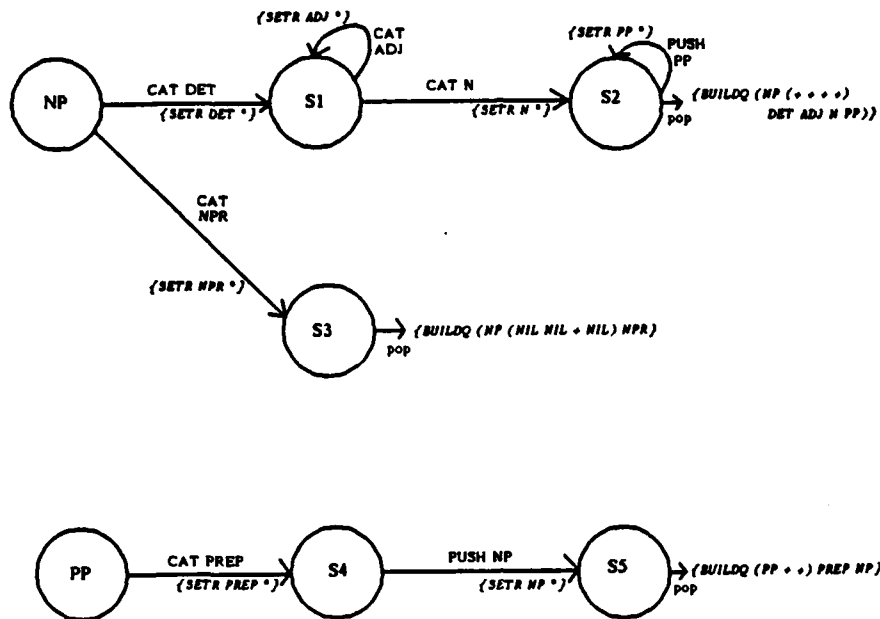 {SETR ADJ *}
CAT
ADJ
{SETR PP *}
PUSH
PP
NP
CAT DET
{SETR DET *}
S1
CAT N
{SETR N *}
S2
pop
{BUILDQ (NP (+ + + +)
DET ADJ N PP)}
CAT
NPR
{SETR NPR *}
S3
pop
{BUILDQ (NP (NIL NIL + NIL) NPR}
PP
CAT PREP
{SETR PREP *}
S4
PUSH NP
{SETR NP *}
S5
pop
{BUILDQ (PP + +) PREP NP}